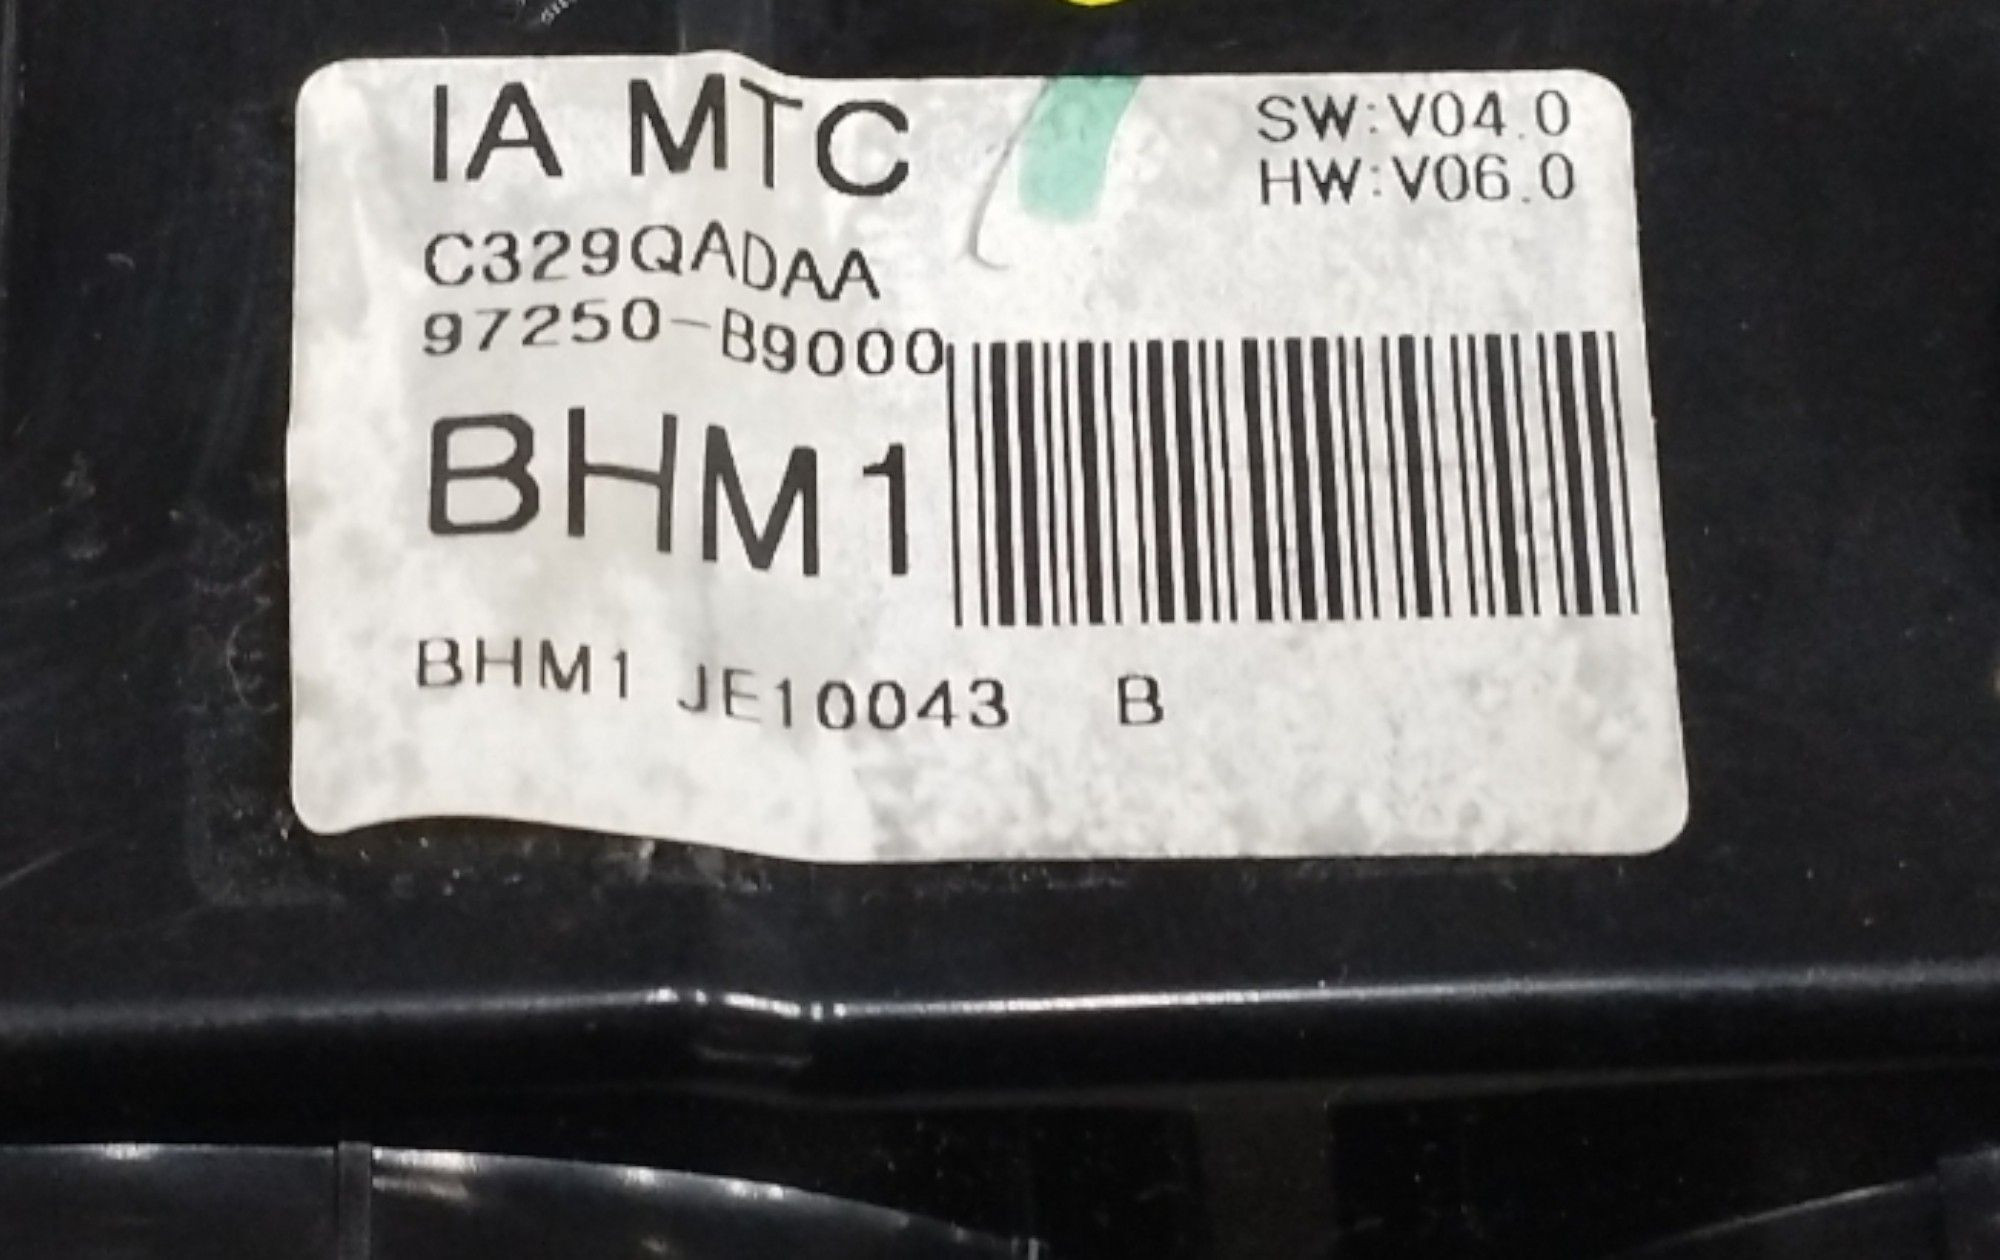 IA MTC
SW:V04.0
HW:V06.0
C329QADAA
97250-B9000
BHM1
BHM1 JE10043 B